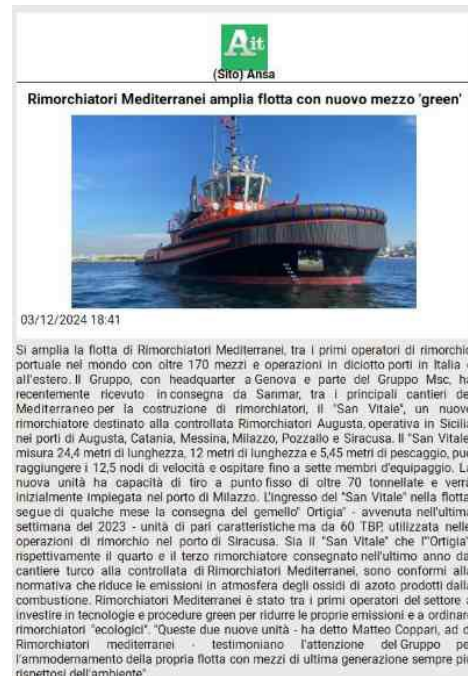 Ait
(Sito) Ansa
Rimorchiatori Mediterranei amplia flotta con nuovo mezzo 'green'
03/12/2024 18:41
Si amplia la flotta di Rimorchiatori Mediterranei, tra i primi operatori di rimorchio
portuale nel mondo con oltre 170 mezzi e operazioni in diciotto porti in Italia e
all'estero. Il Gruppo, con headquarter a Genova e parte del Gruppo Msc, ha
recentemente ricevuto in consegna da Sanmar, tra i principali cantieri del
Mediterraneo per la costruzione di rimorchiatori, il "San Vitale", un nuovo
rimorchiatore destinato alla controllata Rimorchiatori Augusta, operativa in Sicilia
nei porti di Augusta, Catania, Messina, Milazzo, Pozzallo e Siracusa. Il "San Vitale"
misura 24,4 metri di lunghezza, 12 metri di lunghezza e 5,45 metri di pescaggio, può
raggiungere i 12,5 nodi di velocità e ospitare fino a sette membri d'equipaggio. La
nuova unità ha capacità di tiro a punto fisso di oltre 70 tonnellate e verrà
inizialmente impiegata nel porto di Milazzo. L'ingresso del "San Vitale" nella flotta
segue di qualche mese la consegna del gemello" Ortigia" - avvenuta nell'ultima
settimana del 2023 - unità di pari caratteristiche ma da 60 TBP, utilizzata nelle
operazioni di rimorchio nel porto di Siracusa. Sia il "San Vitale" che l'"Ortigia",
rispettivamente il quarto e il terzo rimorchiatore consegnato nell'ultimo anno dal
cantiere turco alla controllata di Rimorchiatori Mediterranei, sono conformi alla
normativa che riduce le emissioni in atmosfera degli ossidi di azoto prodotti dalla
combustione. Rimorchiatori Mediterranei è stato tra i primi operatori del settore a
investire in tecnologie e procedure green per ridurre le proprie emissioni e a ordinare
rimorchiatori "ecologici". "Queste due nuove unità - ha detto Matteo Coppari, ad di
Rimorchiatori mediterranei - testimoniano l'attenzione del Gruppo per
l'ammodernamento della propria flotta con mezzi di ultima generazione sempre più
rispettosi dell'ambiente"